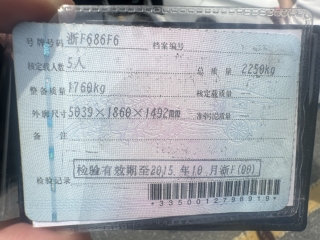 号牌号码 浙F686F6 档案编号
核定载人数 5人 总质量 2250kg
整备质量 1760kg 核定载质量
外廓尺寸 5039×1860×1492mm 准牵引总质量
备注
检验有效期至2015年10月浙F(00)
检验记录
*3350012796919*